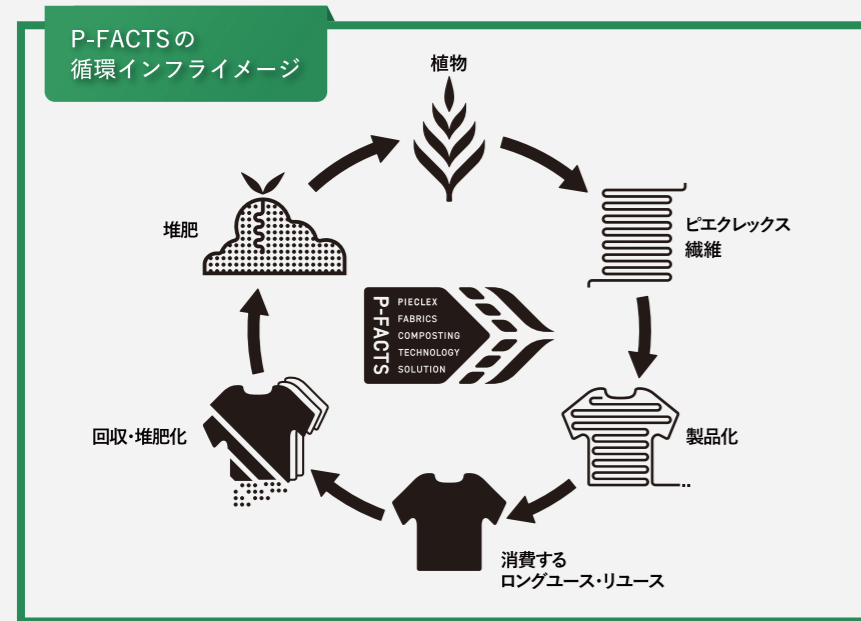 P-FACTSの
循環インフライメージ
植物
ピエクレックス
繊維
製品化
消費する
ロングユース・リユース
回収・堆肥化
堆肥
P-FACTS
PIECLEX
FABRICS
COMPOSTING
TECHNOLOGY
SOLUTION